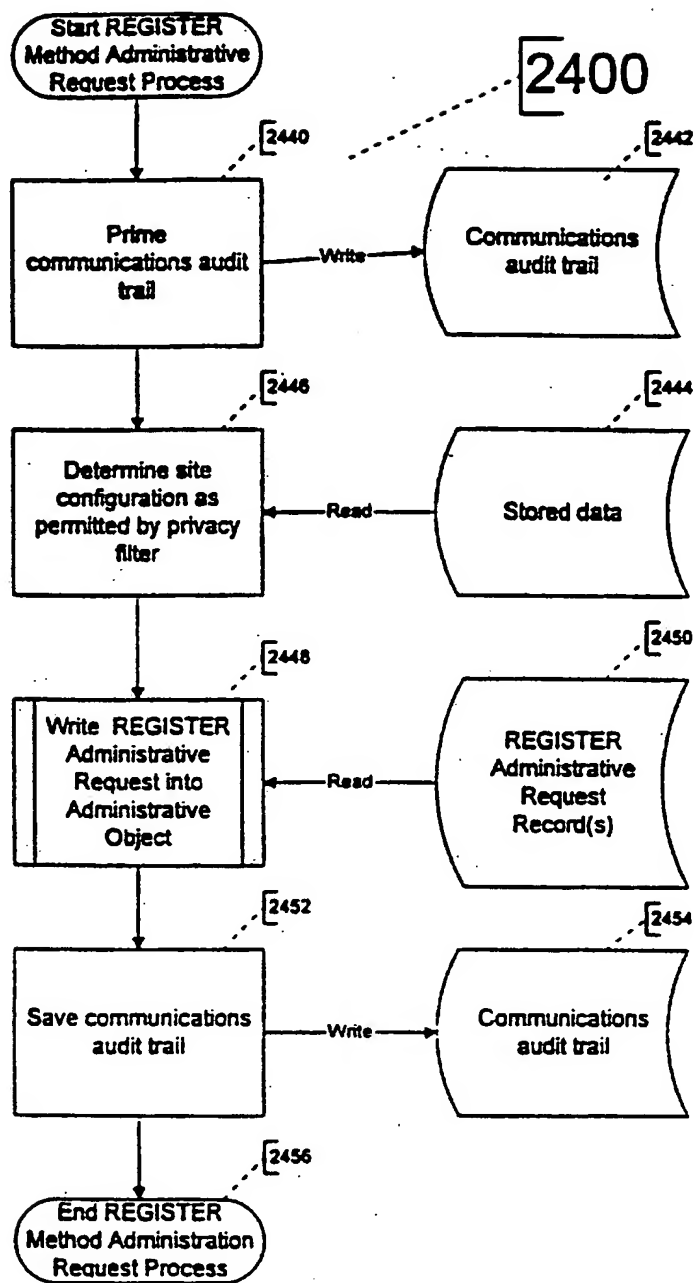 Start REGISTER
Method Administrative
Request Process
2400
2440
2442
Prime
communications audit
trail
Write
Communications
audit trail
2446
2444
Determine site
configuration as
permitted by privacy
filter
Read
Stored data
2448
2450
Write REGISTER
Administrative
Request into
Administrative
Object
Read
REGISTER
Administrative
Request
Record(s)
2452
2454
Save communications
audit trail
Write
Communications
audit trail
2456
End REGISTER
Method Administration
Request Process